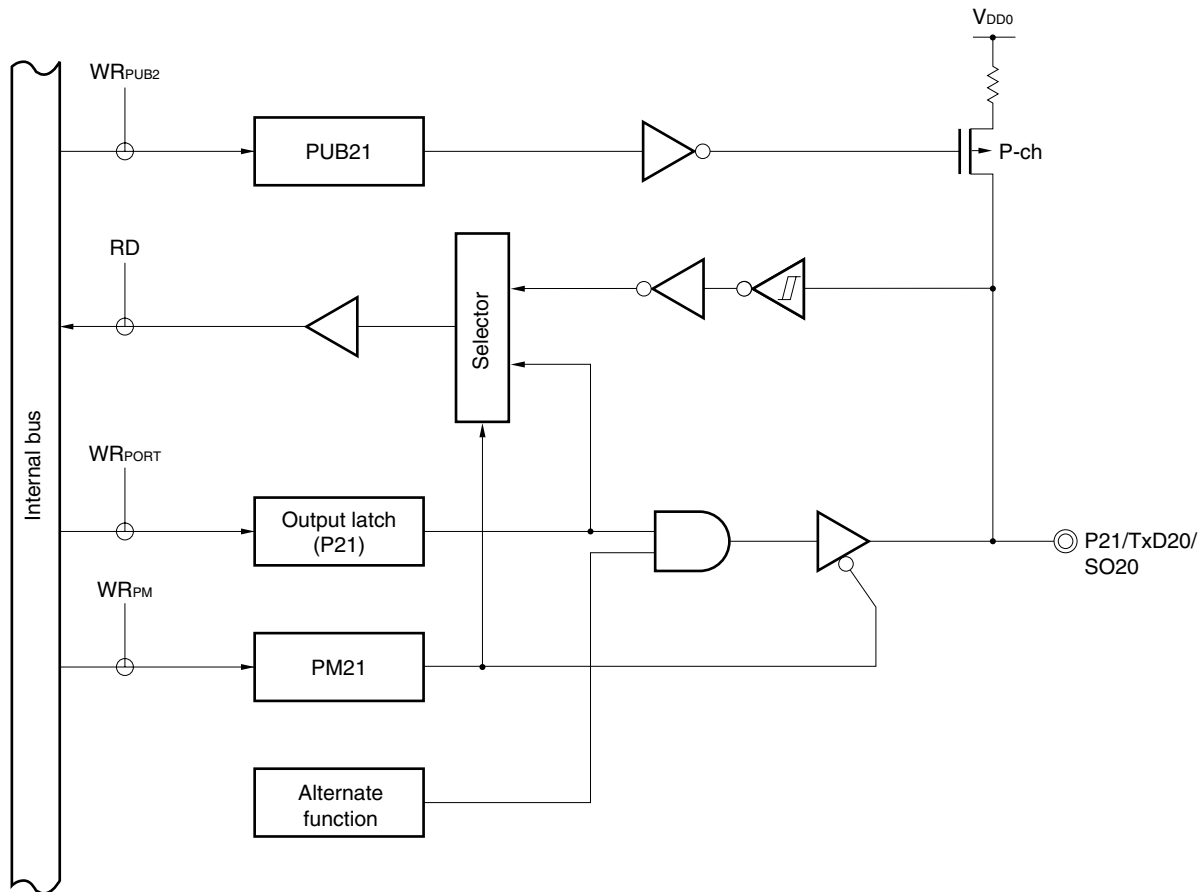 VDD0
WRPUB2
PUB21
P-ch
RD
Selector
Internal bus
WRPORT
Output latch
(P21)
P21/TxD20/
SO20
WRPM
PM21
Alternate
function